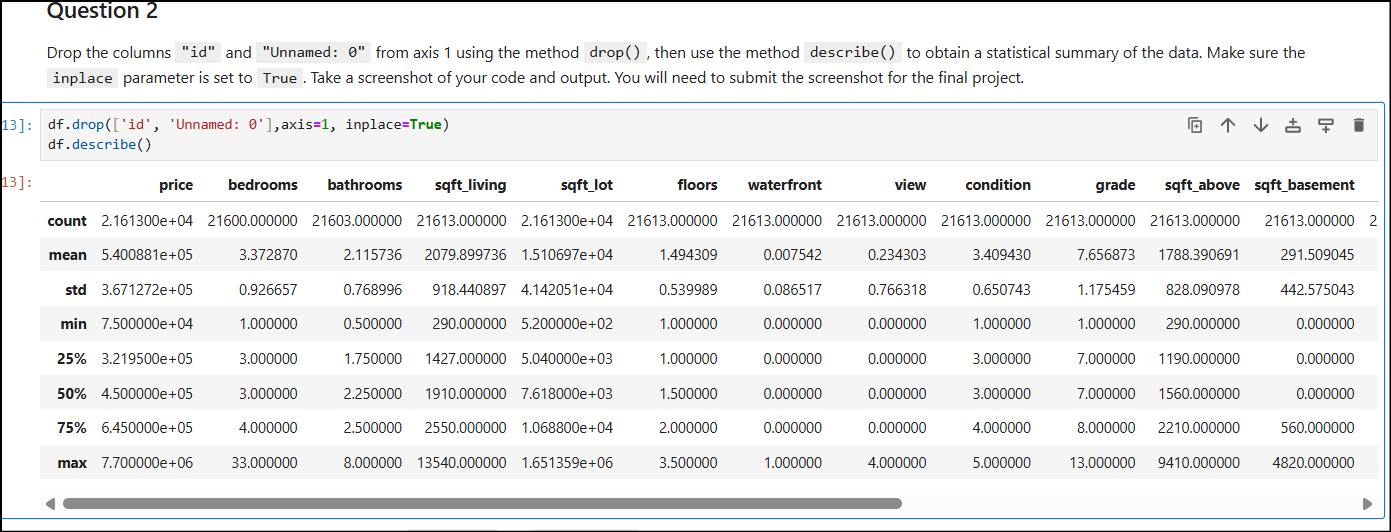 Question 2
Drop the columns "id" and "Unnamed: 0" from axis 1 using the method drop(), then use the method describe() to obtain a statistical summary of the data. Make sure the
inplace parameter is set to True. Take a screenshot of your code and output. You will need to submit the screenshot for the final project.
13]: df.drop(['id', 'Unnamed: 0'],axis=1, inplace=True)
df.describe()
13]: price bedrooms bathrooms sqft_living sqft_lot floors waterfront view condition grade sqft_above sqft_basement
count 2.161300e+04 21600.000000 21603.000000 21613.000000 2.161300e+04 21613.000000 21613.000000 21613.000000 21613.000000 21613.000000 21613.000000 21613.000000 2
mean 5.400881e+05 3.372870 2.115736 2079.899736 1.510697e+04 1.494309 0.007542 0.234303 3.409430 7.656873 1788.390691 291.509045
std 3.671272e+05 0.926657 0.768996 918.440897 4.142051e+04 0.539989 0.086517 0.766318 0.650743 1.175459 828.090978 442.575043
min 7.500000e+04 1.000000 0.500000 290.000000 5.200000e+02 1.000000 0.000000 0.000000 1.000000 1.000000 290.000000 0.000000
25% 3.219500e+05 3.000000 1.750000 1427.000000 5.040000e+03 1.000000 0.000000 0.000000 3.000000 7.000000 1190.000000 0.000000
50% 4.500000e+05 3.000000 2.250000 1910.000000 7.618000e+03 1.500000 0.000000 0.000000 3.000000 7.000000 1560.000000 0.000000
75% 6.450000e+05 4.000000 2.500000 2550.000000 1.068800e+04 2.000000 0.000000 0.000000 4.000000 8.000000 2210.000000 560.000000
max 7.700000e+06 33.000000 8.000000 13540.000000 1.651359e+06 3.500000 1.000000 4.000000 5.000000 13.000000 9410.000000 4820.000000